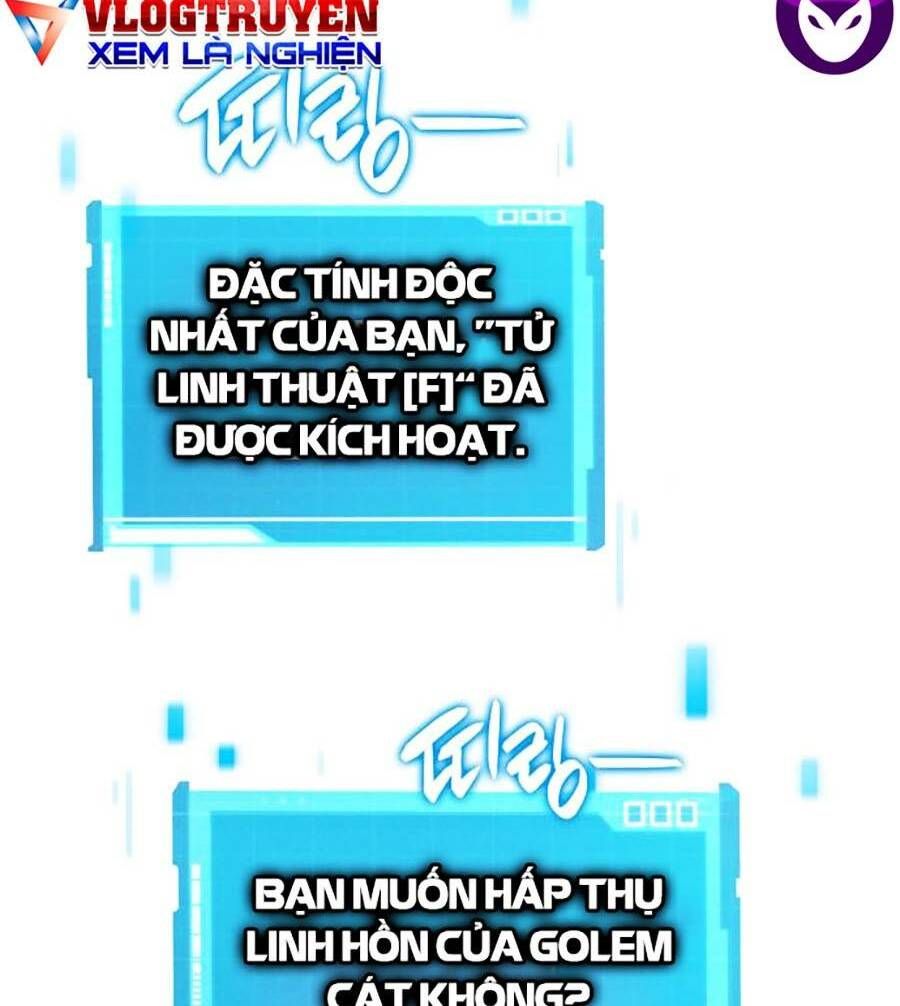 VLOGTRUYEN
XEM LÀ NGHIỆN
띠링—
ĐẶC TÍNH ĐỘC
NHẤT CỦA BẠN, "TỬ
LINH THUẬT [F]“ ĐÃ
ĐƯỢC KÍCH HOẠT.
띠링—
BẠN MUỐN HẤP THỤ
LINH HỒN CỦA GOLEM
CÁT KHÔNG?